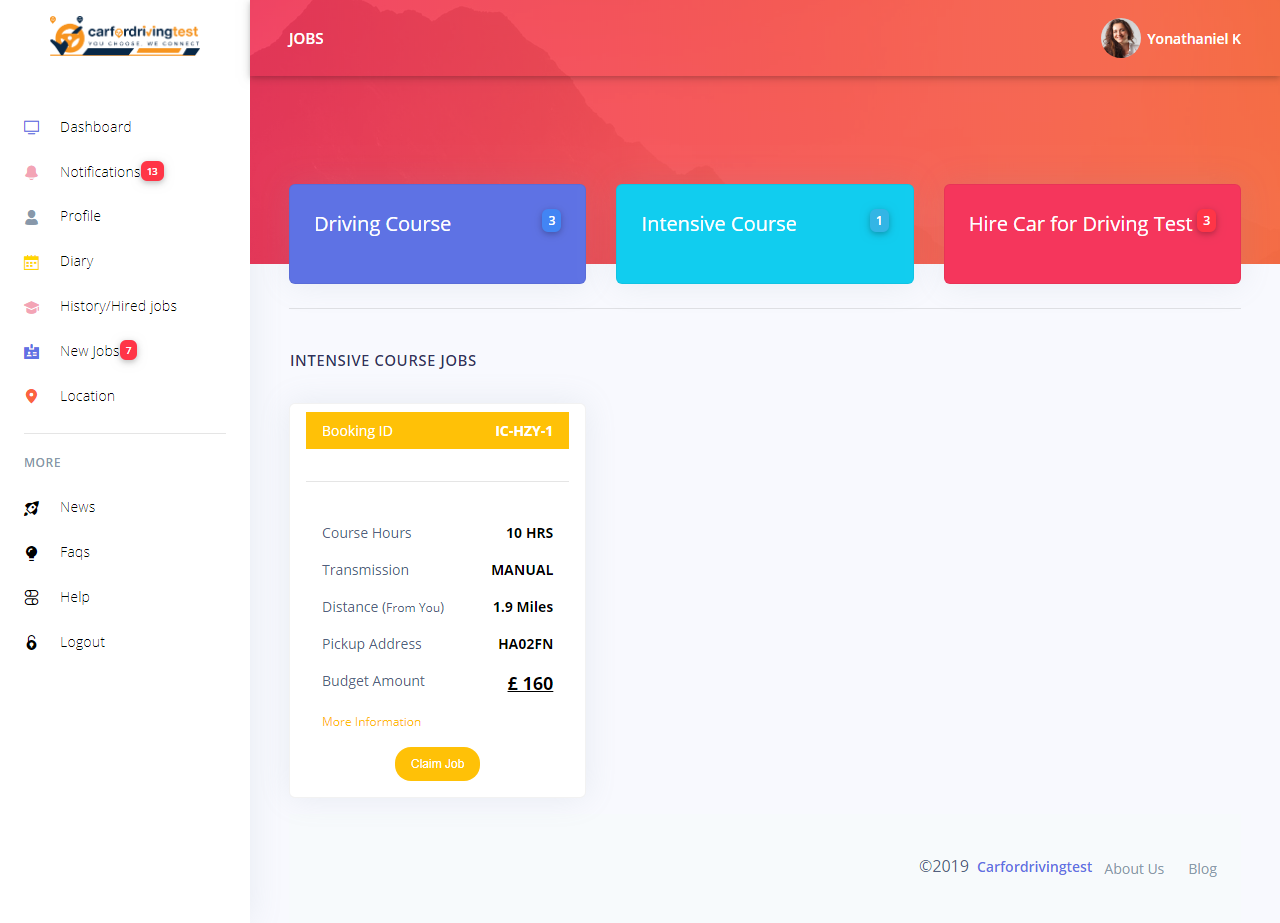 carfordrivingtest
YOU CHOOSE, WE CONNECT
JOBS
Yonathaniel K
Dashboard
Notifications 13
Profile
Diary
History/Hired jobs
New Jobs 7
Location
MORE
News
Faqs
Help
Logout
Driving Course 3
Intensive Course 1
Hire Car for Driving Test 3
INTENSIVE COURSE JOBS
Booking ID IC-HZY-1
Course Hours 10 HRS
Transmission MANUAL
Distance (From You) 1.9 Miles
Pickup Address HA02FN
Budget Amount £ 160
More Information
Claim Job
©2019 Carfordrivingtest About Us Blog